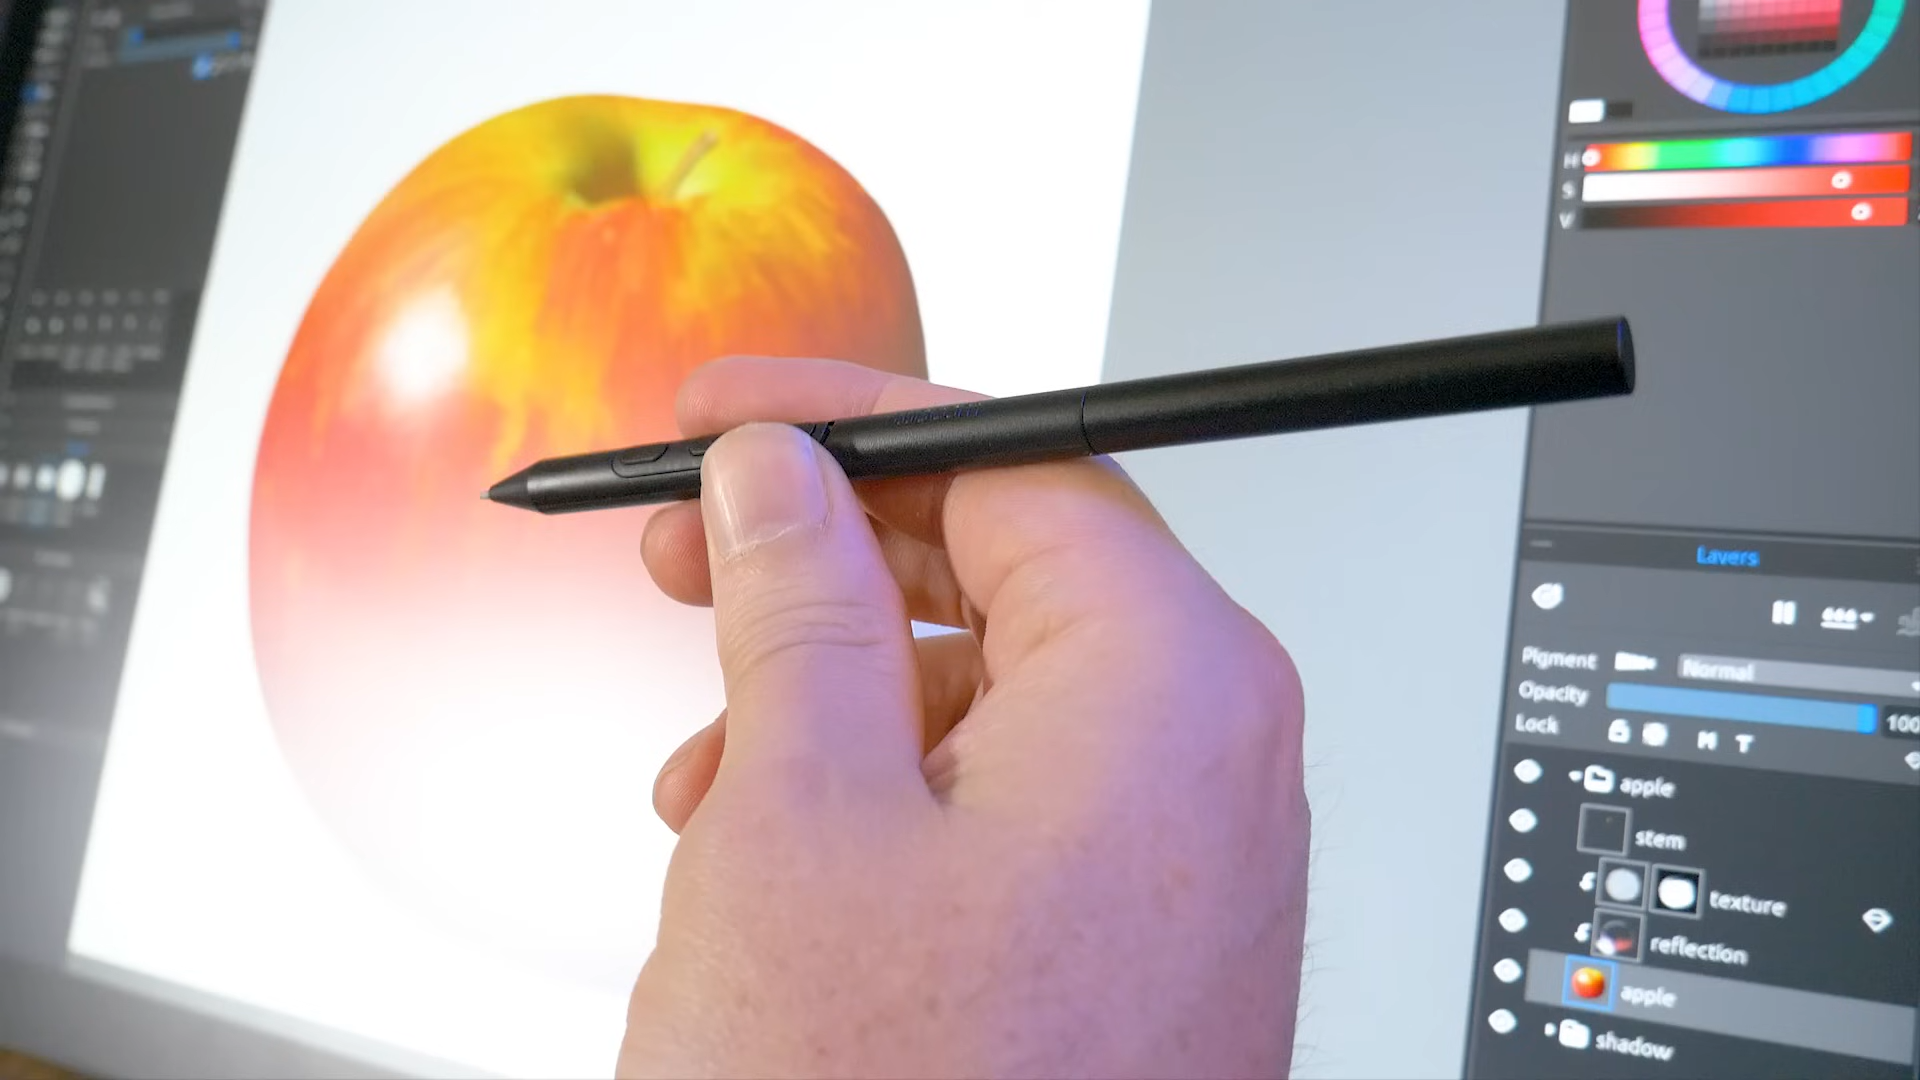 H
S
V
Layers
Pigment Normal
Opacity 100
Lock
apple
stem
texture
reflection
apple
shadow